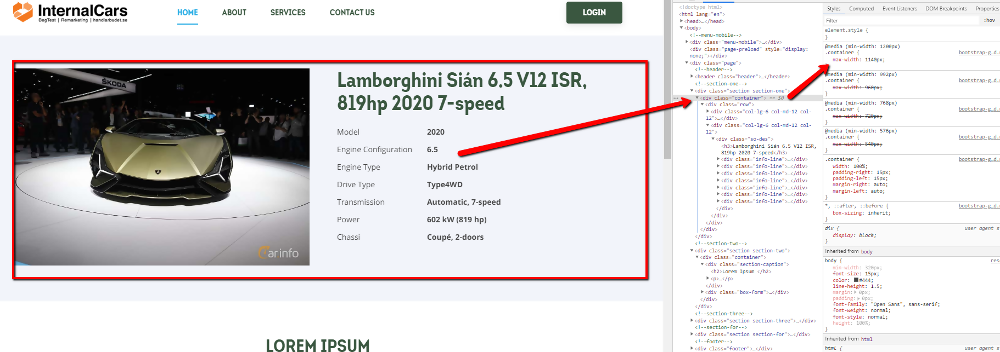 InternalCars
BegTest | Remarketing | handlarbudet.se
HOME
ABOUT
SERVICES
CONTACT US
LOGIN
ŠKODA
Lamborghini Sián 6.5 V12 ISR,
819hp 2020 7-speed
Model 2020
Engine Configuration 6.5
Engine Type Hybrid Petrol
Drive Type Type4WD
Transmission Automatic, 7-speed
Power 602 kW (819 hp)
Chassi Coupé, 2-doors
ar.info
LOREM IPSUM
<!doctype html>
<html lang="en">
<head>…</head>
<body>
<!--menu-mobile-->
<div class="menu-mobile">…</div>
<div class="page-preload" style="display:
none;"></div>
<div class="page">
<!--header-->
<header class="header">…</header>
<!--section-one-->
<div class="section section-one">
<div class="container"> == $0
<div class="row">
<div class="col-lg-6 col-md-12 col-
12">…</div>
<div class="col-lg-6 col-md-12 col-
12">
<div class="so-des">
<h3>Lamborghini Sián 6.5 V12 ISR,
819hp 2020 7-speed</h3>
<div class="info-line">…</div>
<div class="info-line">…</div>
<div class="info-line">…</div>
<div class="info-line">…</div>
<div class="info-line">…</div>
<div class="info-line">…</div>
<div class="info-line">…</div>
</div>
</div>
</div>
</div>
</div>
<!--section-two-->
<div class="section section-two">
<div class="container">
<div class="section-caption">
<h2>Lorem Ipsum </h2>
<p>…</p>
</div>
<div class="box-form">…</div>
</div>
</div>
<!--section-three-->
<div class="section section-three">…</div>
<!--section-for-->
<div class="section section-for">…</div>
<!--footer-->
<div class="footer">…</div>
Styles Computed Event Listeners DOM Breakpoints Properties
Filter :hov
element.style {
}
@media (min-width: 1200px)
.container { bootstrap-g…d.
max-width: 1140px;
}
@media (min-width: 992px)
.container { bootstrap-g…d.
max-width: 960px;
}
@media (min-width: 768px)
.container { bootstrap-g…d.
max-width: 720px;
}
@media (min-width: 576px)
.container { bootstrap-g…d.
max-width: 540px;
}
.container { bootstrap-g…d.
width: 100%;
padding-right: 15px;
padding-left: 15px;
margin-right: auto;
margin-left: auto;
}
*, ::after, ::before { bootstrap-g…d.
box-sizing: inherit;
}
div { user agent s
display: block;
}
Inherited from body
body { res
min-width: 320px;
font-size: 15px;
color: #444;
line-height: 1.5;
margin: 0px;
padding: 0px;
font-family: "Open Sans", sans-serif;
font-weight: normal;
font-style: normal;
height: 100%;
}
Inherited from html
html { user agent s